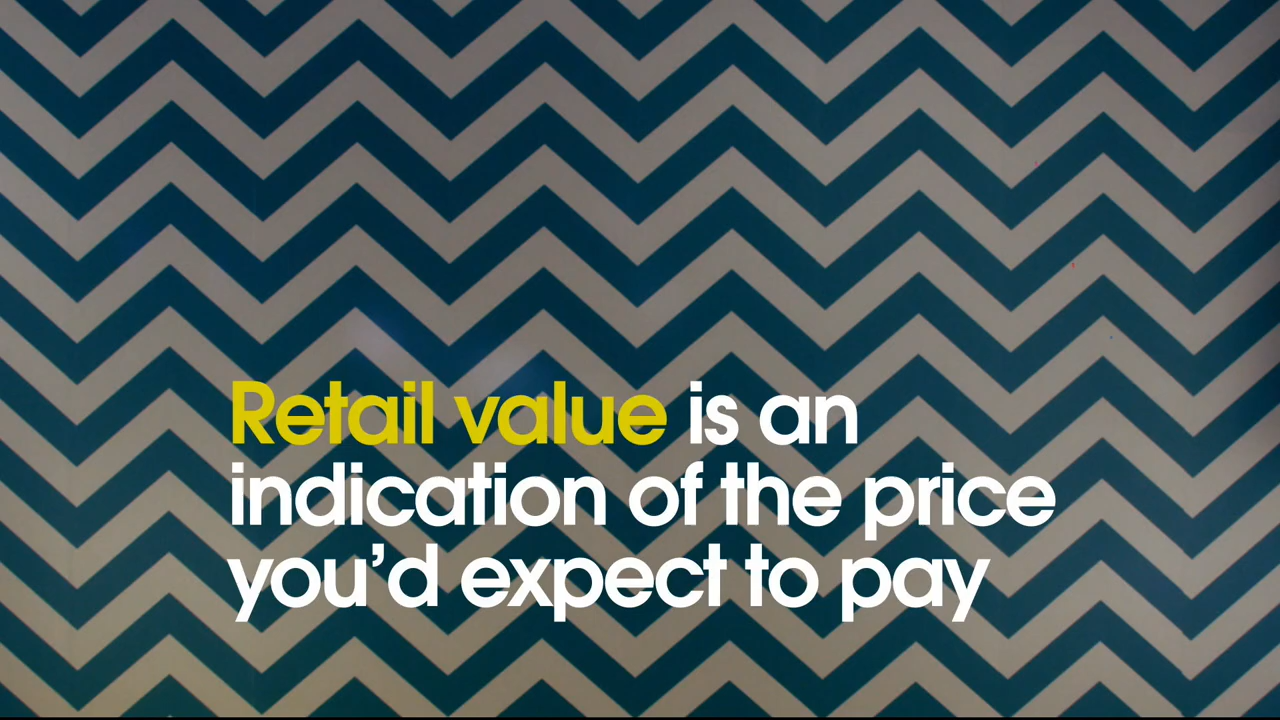 Retail value is an
indication of the price
you’d expect to pay